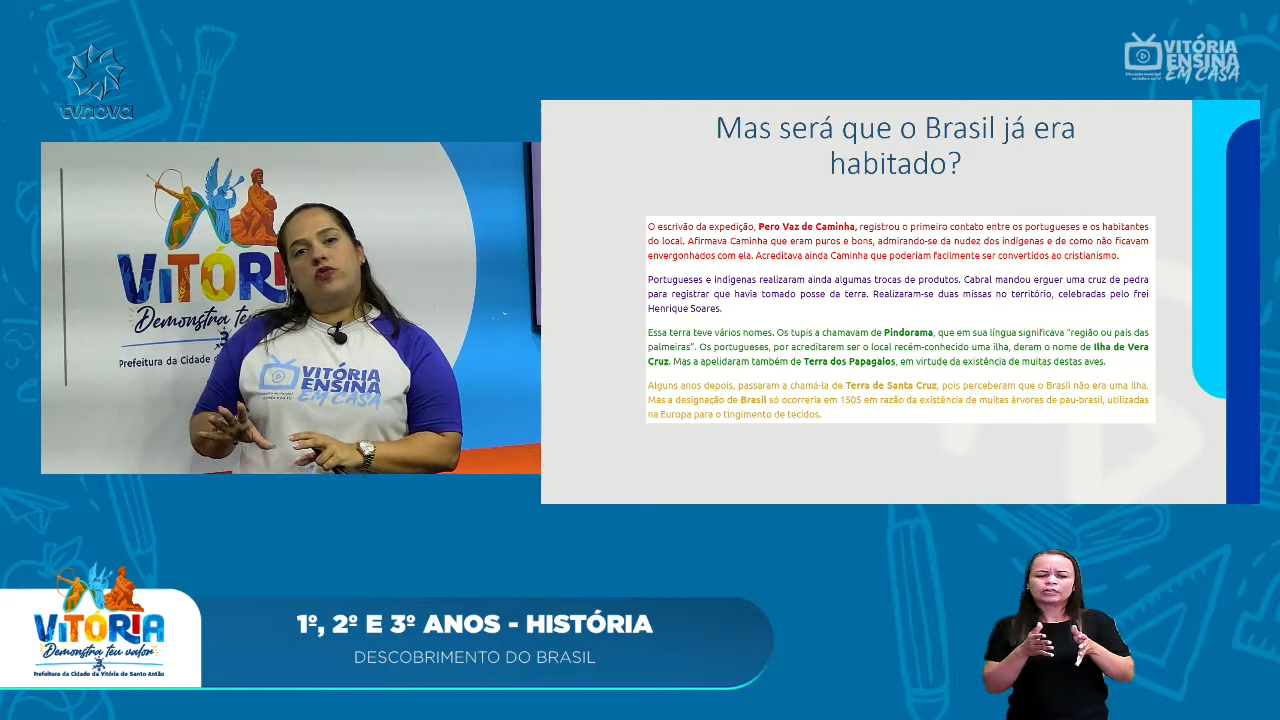 tvnova
VITÓRIA
ENSINA
EM CASA
Mas será que o Brasil já era
habitado?
O escrivão da expedição, Pero Vaz de Caminha, registrou o primeiro contato entre os portugueses e os habitantes
do local. Afirmava Caminha que eram puros e bons, admirando-se da nudez dos indígenas e de como não ficavam
envergonhados com ela. Acreditava ainda Caminha que poderiam facilmente ser convertidos ao cristianismo.
Portugueses e indígenas realizaram ainda algumas trocas de produtos. Cabral mandou erguer uma cruz de pedra
para registrar que havia tomado posse da terra. Realizaram-se duas missas no território, celebradas pelo frei
Henrique Soares.
Essa terra teve vários nomes. Os tupis a chamavam de Pindorama, que em sua língua significava “região ou país das
palmeiras”. Os portugueses, por acreditarem ser o local recém-conhecido uma ilha, deram o nome de Ilha de Vera
Cruz. Mas a apelidaram também de Terra dos Papagaios, em virtude da existência de muitas destas aves.
Alguns anos depois, passaram a chamá-la de Terra de Santa Cruz, pois perceberam que o Brasil não era uma ilha.
Mas a designação de Brasil só ocorreria em 1505 em razão da existência de muitas árvores de pau-brasil, utilizadas
na Europa para o tingimento de tecidos.
VITÓRI
Demonstra te
Prefeitura da Cidade da V
VITÓRIA
ENSINA
EM CASA
VITÓRIA
Demonstra teu valor
Prefeitura da Cidade da Vitória de Santo Antão
1º, 2º E 3º ANOS - HISTÓRIA
DESCOBRIMENTO DO BRASIL